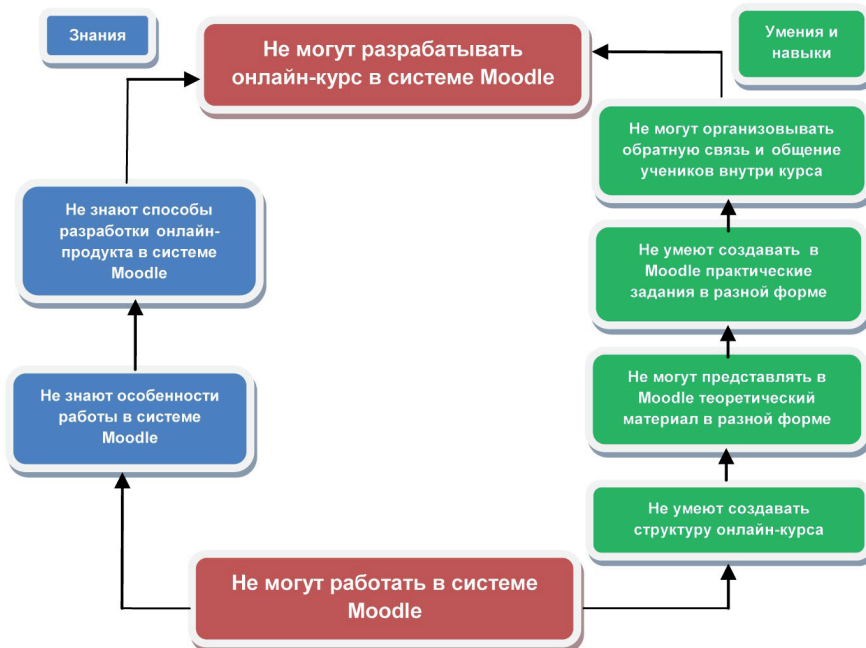 Знания
Не могут разрабатывать
онлайн-курс в системе Moodle
Умения и
навыки
Не могут организовывать
обратную связь и общение
учеников внутри курса
Не знают способы
разработки онлайн-
продукта в системе
Moodle
Не умеют создавать в
Moodle практические
задания в разной форме
Не знают особенности
работы в системе
Moodle
Не могут представлять в
Moodle теоретический
материал в разной форме
Не умеют создавать
структуру онлайн-курса
Не могут работать в системе
Moodle